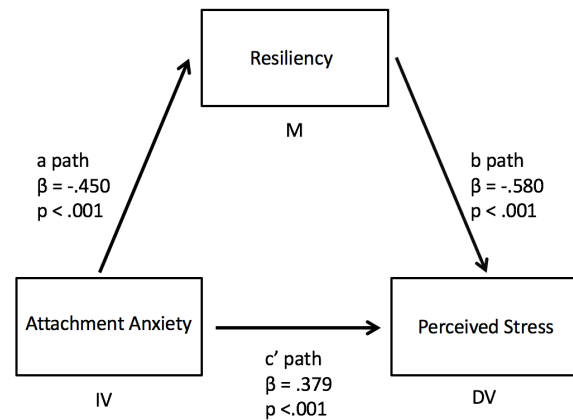 Resiliency
M
a path
β = -.450
p < .001
b path
β = -.580
p < .001
Attachment Anxiety
Perceived Stress
c’ path
β = .379
p <.001
IV
DV